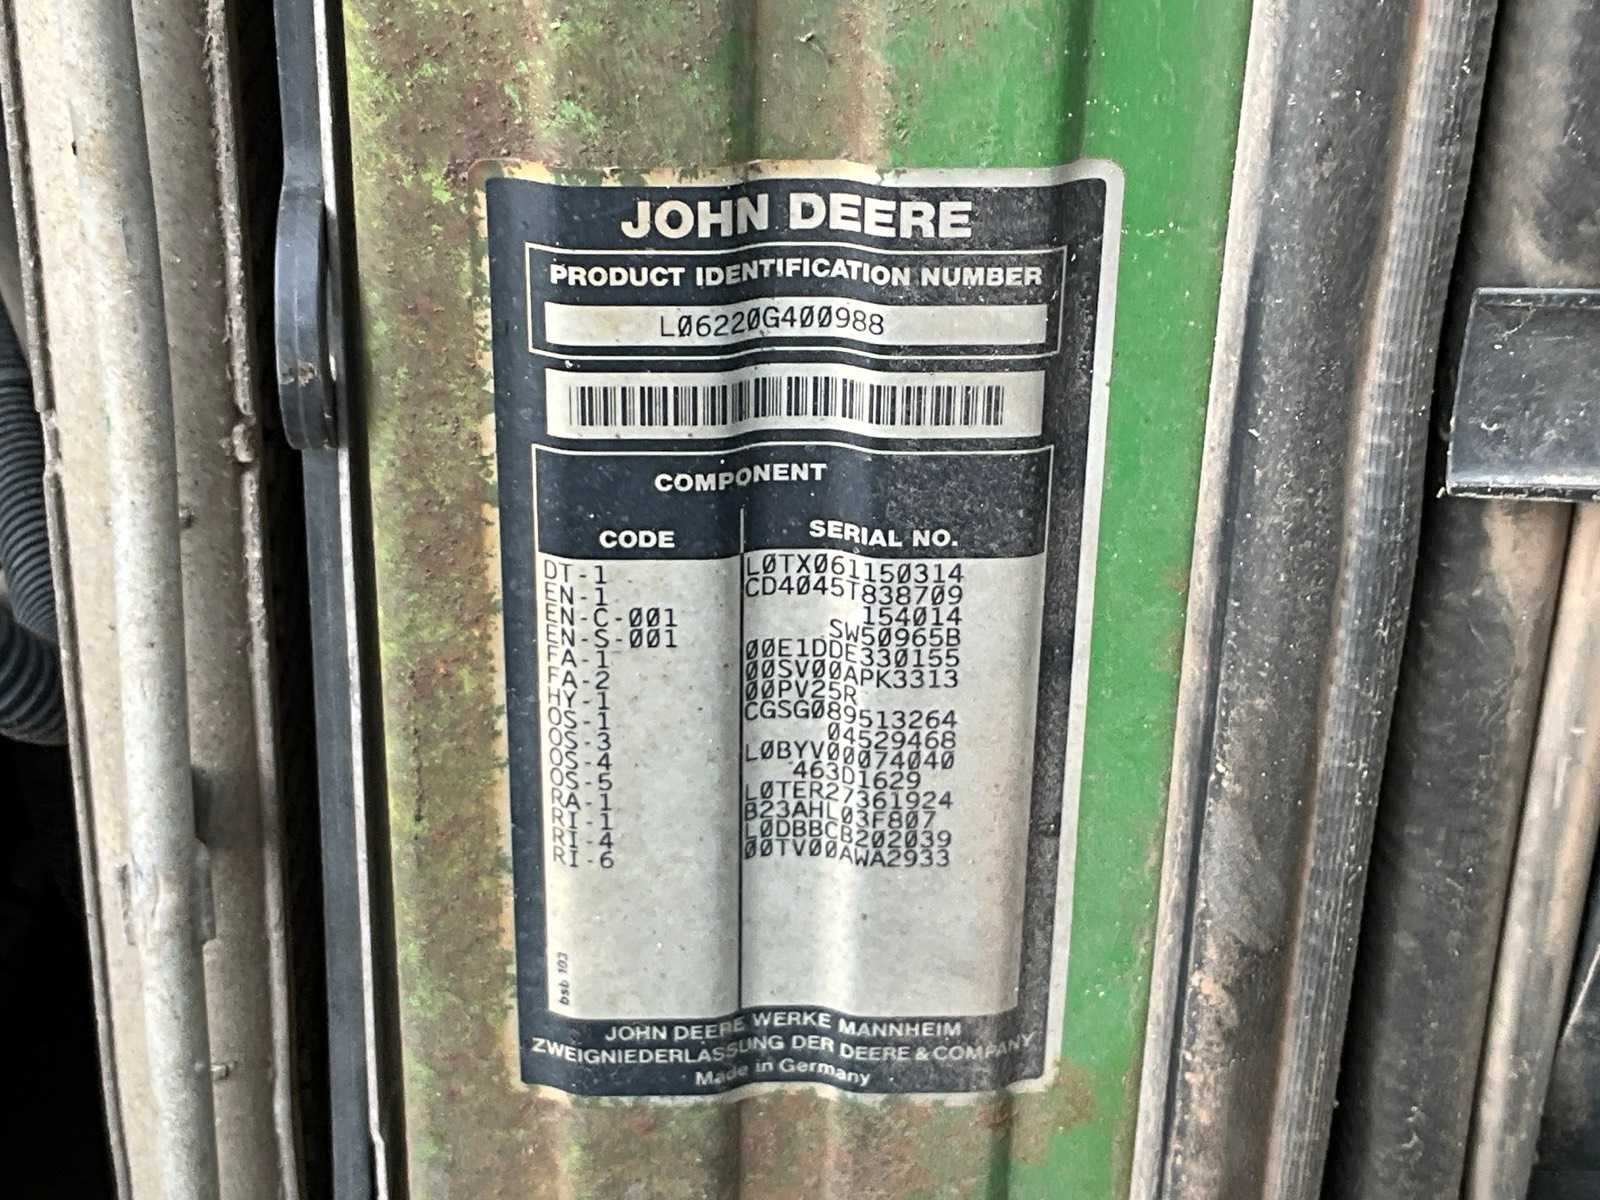 JOHN DEERE
PRODUCT IDENTIFICATION NUMBER
L06220G400988
COMPONENT
CODE SERIAL NO.
DT-1 L0TX061150314
EN-1 CD4045T838709
EN-C-001 154014
EN-S-001 SW50965B
FA-1 00E1DDE330155
FA-2 00SV00APK3313
HY-1 00PV25R
OS-1 CGSG089513264
OS-3 04529468
OS-4 L0BYV00074040
OS-5 463D1629
RA-1 L0TER27361924
RI-1 B23AHL03F807
RI-4 L0DBBCB202039
RI-6 00TV00AWA2933
bsb 103
JOHN DEERE WERKE MANNHEIM
ZWEIGNIEDERLASSUNG DER DEERE & COMPANY
Made in Germany